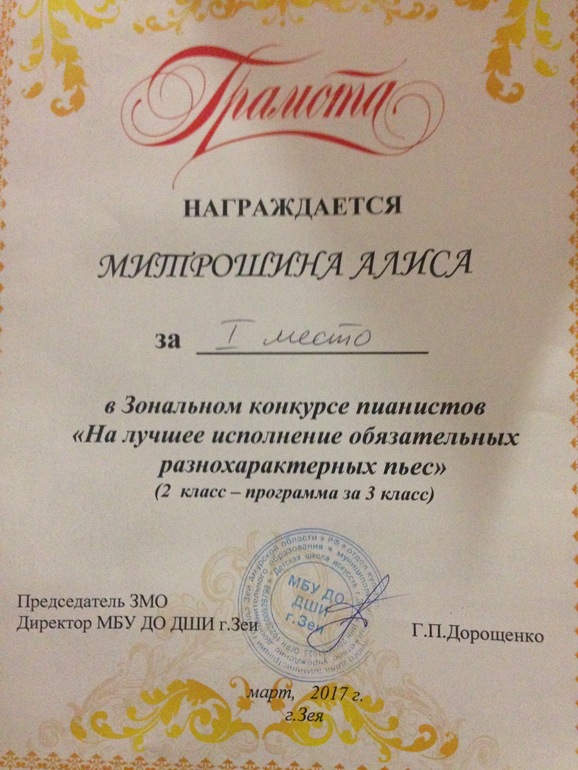 Грамота
НАГРАЖДАЕТСЯ
МИТРОШИНА АЛИСА
за I место
в Зональном конкурсе пианистов
«На лучшее исполнение обязательных
разнохарактерных пьес»
(2 класс – программа за 3 класс)
МБУ ДО
ДШИ
г.Зеи
Председатель ЗМО
Директор МБУ ДО ДШИ г.Зеи
Г.П.Дорощенко
март, 2017 г.
г.Зея